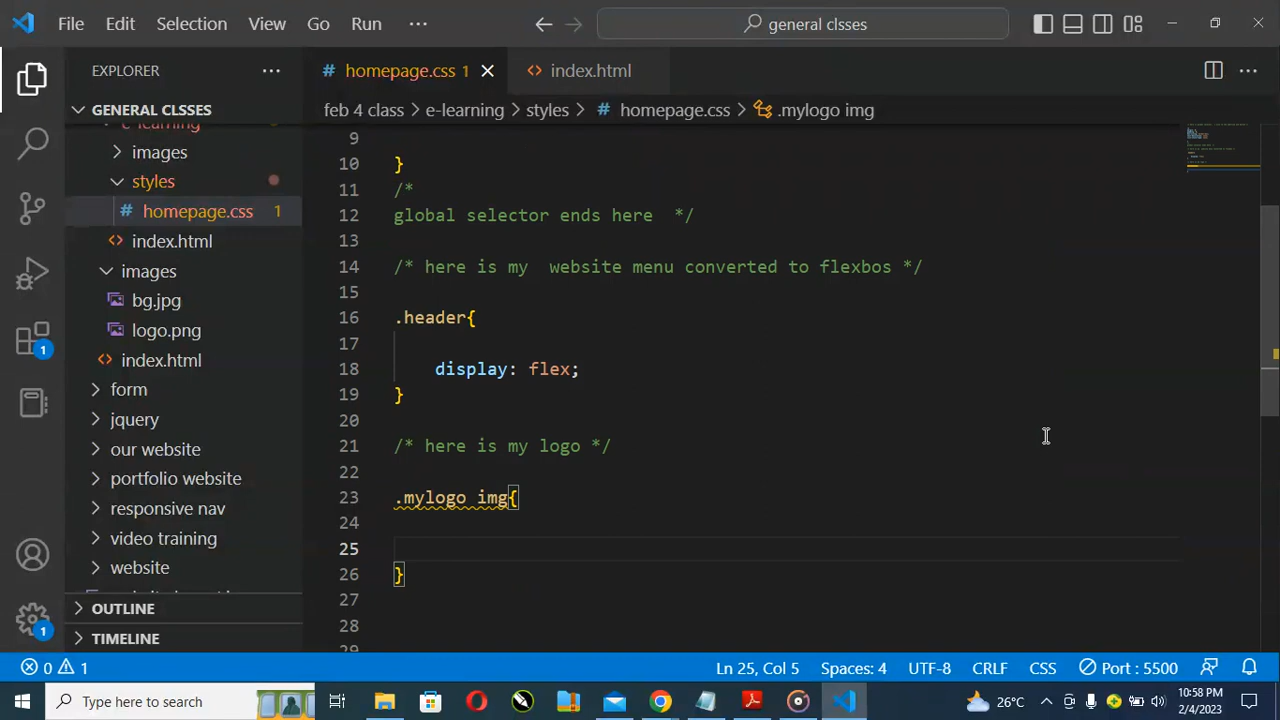 File Edit Selection View Go Run ··· general clsses
EXPLORER ···
homepage.css 1
index.html
GENERAL CLSSES
feb 4 class > e-learning > styles > # homepage.css > .mylogo img
e-learning
images
styles
# homepage.css 1
index.html
images
bg.jpg
logo.png
index.html
form
jquery
our website
portfolio website
responsive nav
video training
website
OUTLINE
TIMELINE
9
10 }
11 /*
12 global selector ends here  */
13
14 /* here is my  website menu converted to flexbos */
15
16 .header{
17
18 display: flex;
19 }
20
21 /* here is my logo */
22
23 .mylogo img{
24
25
26 }
27
28
29
1
1
0 1 Ln 25, Col 5 Spaces: 4 UTF-8 CRLF CSS Port : 5500
Type here to search 26°C 10:58 PM
2/4/2023